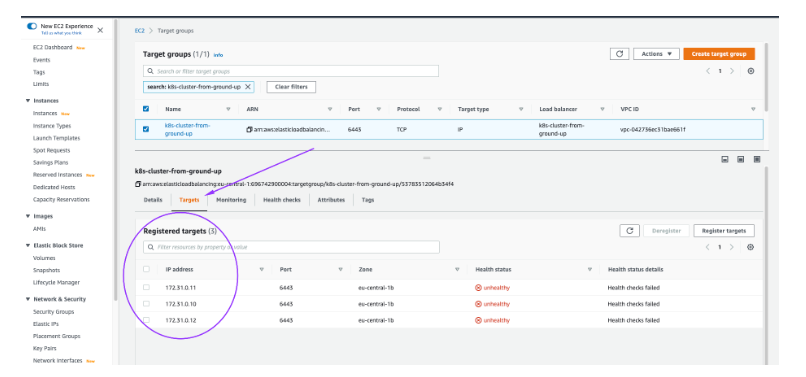 New EC2 Experience
Tell us what you think
EC2 Dashboard New
Events
Tags
Limits
Instances
Instances New
Instance Types
Launch Templates
Spot Requests
Savings Plans
Reserved Instances New
Dedicated Hosts
Capacity Reservations
Images
AMIs
Elastic Block Store
Volumes
Snapshots
Lifecycle Manager
Network & Security
Security Groups
Elastic IPs
Placement Groups
Key Pairs
Network Interfaces New
EC2 > Target groups
Target groups (1/1) Info
Actions
Create target group
Search or filter target groups
< 1 >
search: k8s-cluster-from-ground-up X
Clear filters
Name ARN Port Protocol Target type Load balancer VPC ID
k8s-cluster-from-ground-up arn:aws:elasticloadbalancin... 6443 TCP IP k8s-cluster-from-ground-up vpc-042736ec31bae661f
k8s-cluster-from-ground-up
arn:aws:elasticloadbalancing:eu-central-1:696742900004:targetgroup/k8s-cluster-from-ground-up/53783512064b34f4
Details Targets Monitoring Health checks Attributes Tags
Registered targets (3)
Deregister
Register targets
Filter resources by property or value
< 1 >
IP address Port Zone Health status Health status details
172.31.0.11 6443 eu-central-1b unhealthy Health checks failed
172.31.0.10 6443 eu-central-1b unhealthy Health checks failed
172.31.0.12 6443 eu-central-1b unhealthy Health checks failed